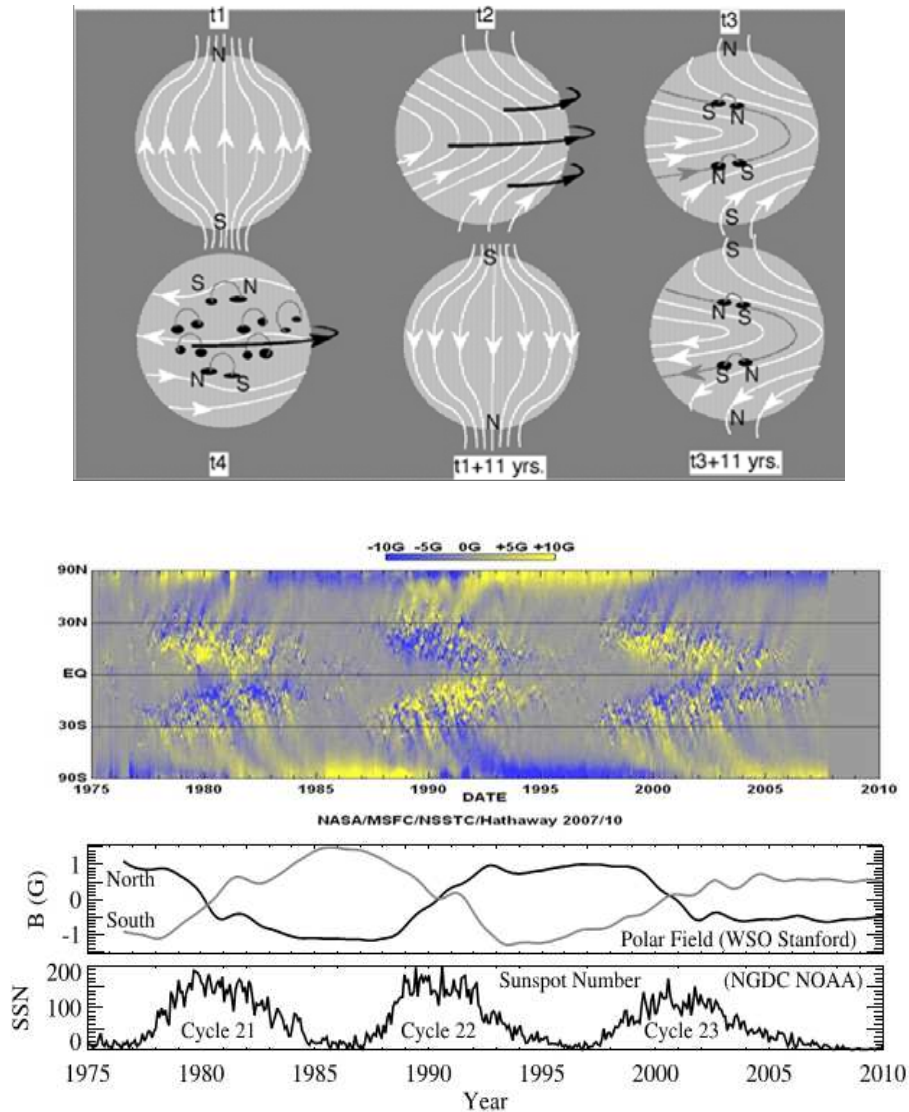 t1 t2 t3
N N
S N
S N
N S
S
S
S N
N S
S
N
N S
S N
N
t4 t1+11 yrs. t3+11 yrs.
-10G -5G 0G +5G +10G
90N
30N
EQ
30S
90S
1975 1980 1985 1990 1995 2000 2005 2010
DATE
NASA/MSFC/NSSTC/Hathaway 2007/10
B (G)
1
0
-1
North
South
Polar Field (WSO Stanford)
SSN
200
100
0
Sunspot Number (NGDC NOAA)
Cycle 21 Cycle 22 Cycle 23
1975 1980 1985 1990 1995 2000 2005 2010
Year